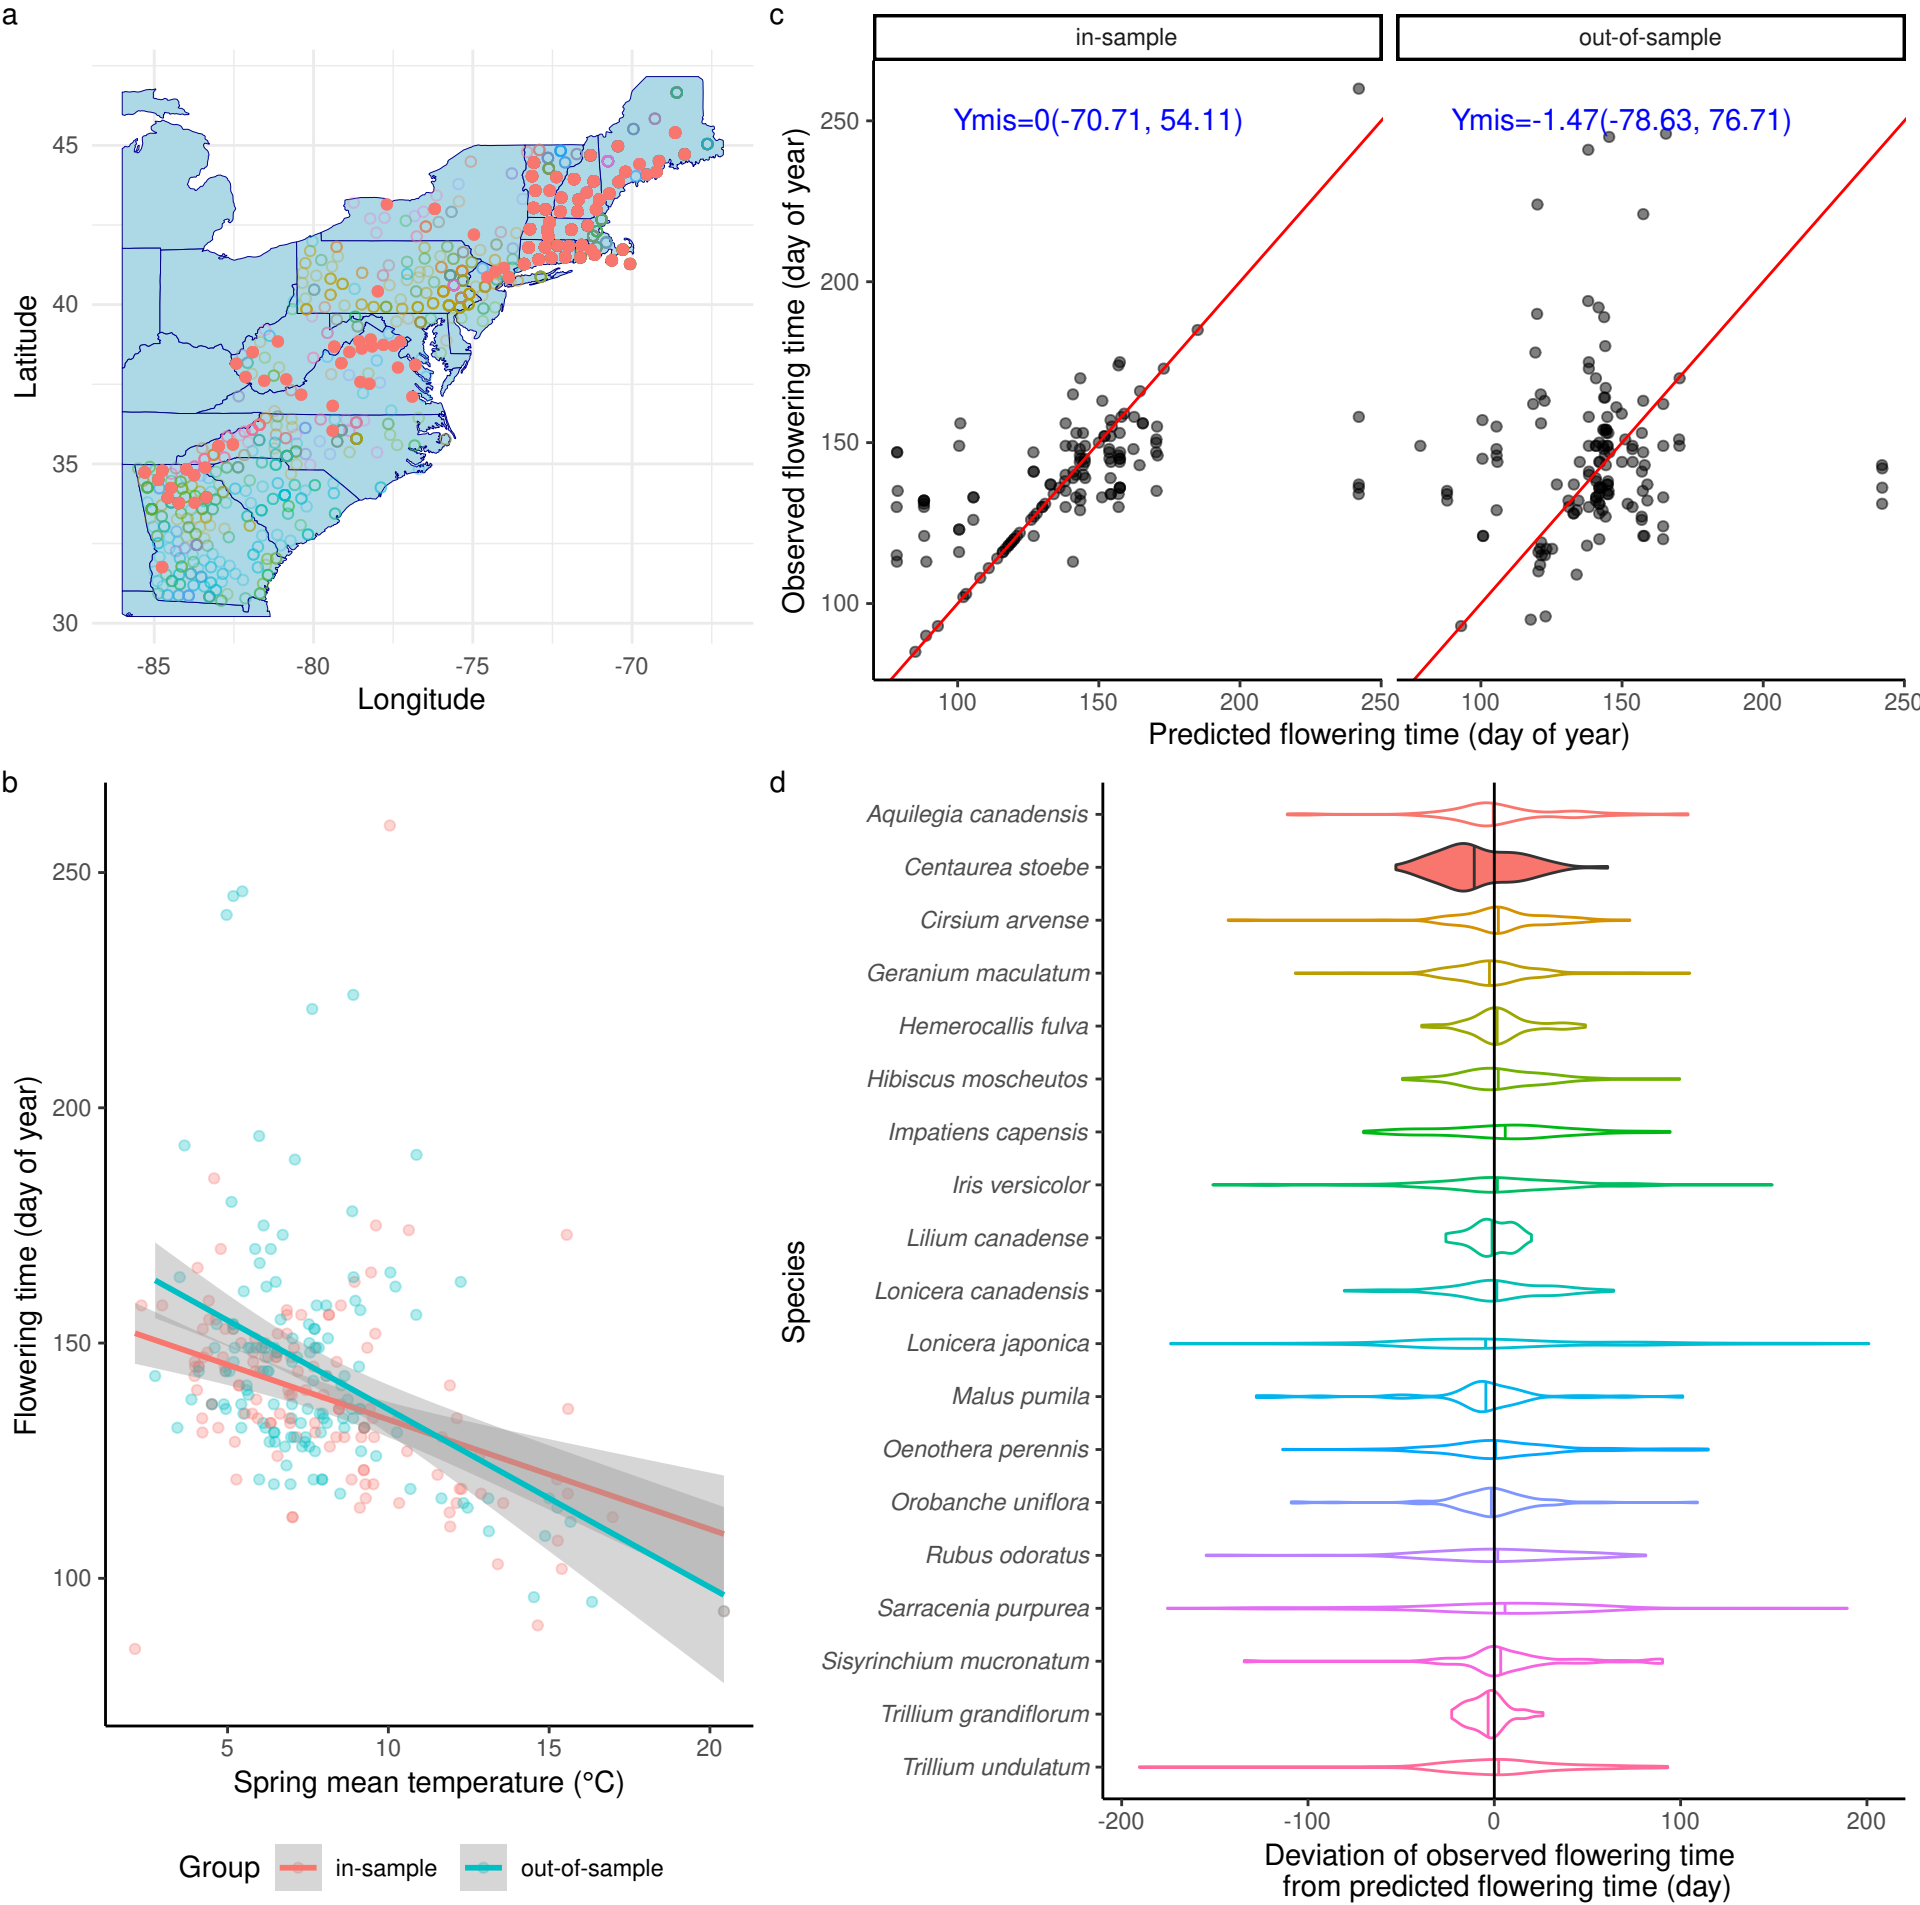 a
45
40
35
30
Latitude
-85
-80
-75
-70
Longitude
c
in-sample
out-of-sample
Ymis=0(-70.71, 54.11)
Ymis=-1.47(-78.63, 76.71)
250
200
150
100
Observed flowering time (day of year)
100
150
200
250
100
150
200
250
Predicted flowering time (day of year)
b
250
200
150
100
Flowering time (day of year)
5
10
15
20
Spring mean temperature (°C)
Group
in-sample
out-of-sample
d
Species
Aquilegia canadensis
Centaurea stoebe
Cirsium arvense
Geranium maculatum
Hemerocallis fulva
Hibiscus moscheutos
Impatiens capensis
Iris versicolor
Lilium canadense
Lonicera canadensis
Lonicera japonica
Malus pumila
Oenothera perennis
Orobanche uniflora
Rubus odoratus
Sarracenia purpurea
Sisyrinchium mucronatum
Trillium grandiflorum
Trillium undulatum
-200
-100
0
100
200
Deviation of observed flowering time
from predicted flowering time (day)